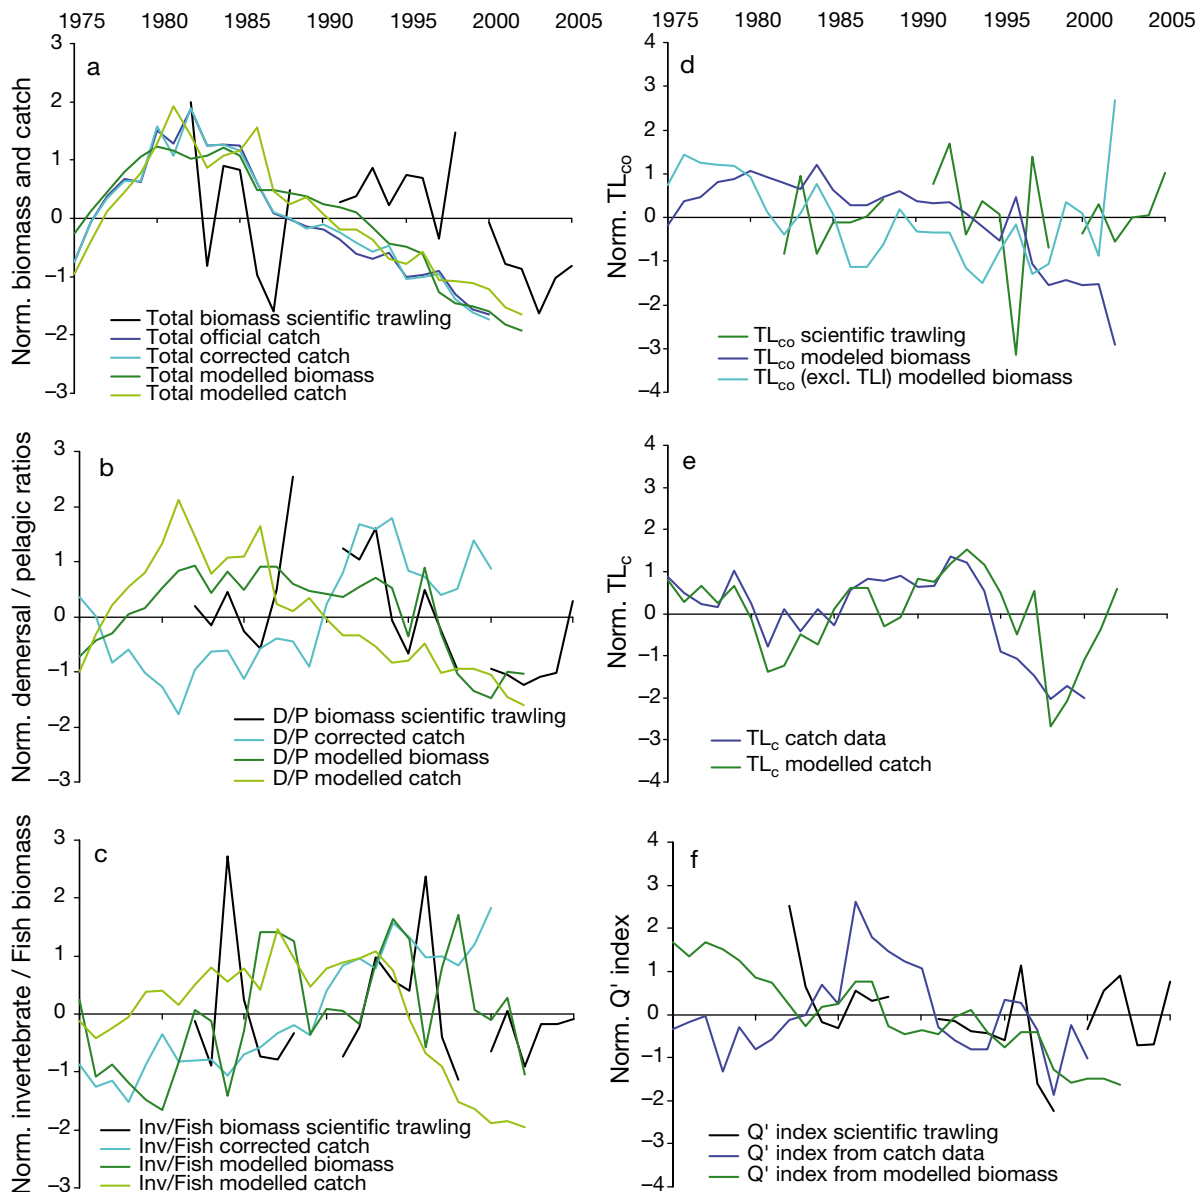 1975 1980 1985 1990 1995 2000 2005
1975 1980 1985 1990 1995 2000 2005
a
Norm. biomass and catch
3
2
1
0
–1
–2
–3
Total biomass scientific trawling
Total official catch
Total corrected catch
Total modelled biomass
Total modelled catch
d
Norm. TLco
4
3
2
1
0
–1
–2
–3
–4
TLco scientific trawling
TLco modeled biomass
TLco (excl. TLI) modelled biomass
b
Norm. demersal / pelagic ratios
3
2
1
0
–1
–2
–3
D/P biomass scientific trawling
D/P corrected catch
D/P modelled biomass
D/P modelled catch
e
Norm. TLc
4
3
2
1
0
–1
–2
–3
–4
TLc catch data
TLc modelled catch
c
Norm. invertebrate / Fish biomass
3
2
1
0
–1
–2
–3
Inv/Fish biomass scientific trawling
Inv/Fish corrected catch
Inv/Fish modelled biomass
Inv/Fish modelled catch
f
Norm. Q' index
4
3
2
1
0
–1
–2
–3
–4
Q' index scientific trawling
Q' index from catch data
Q' index from modelled biomass